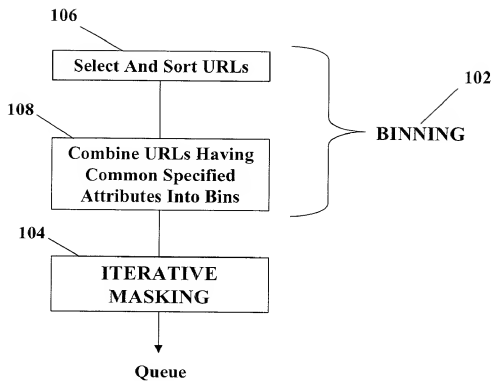 106
Select And Sort URLs
102
108
BINNING
Combine URLs Having
Common Specified
Attributes Into Bins
104
ITERATIVE
MASKING
Queue